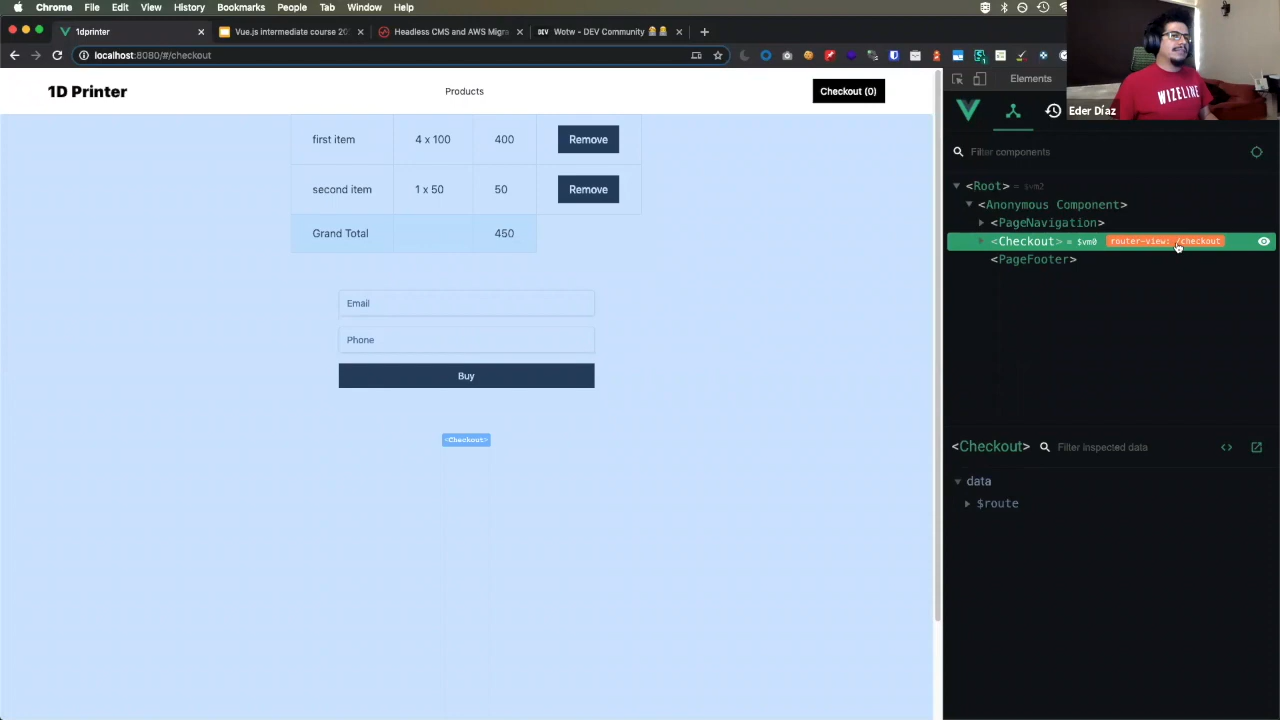 Chrome File Edit View History Bookmarks People Tab Window Help
1dprinter
Vue.js intermediate course 20
Headless CMS and AWS Migra
Wotw - DEV Community
localhost:8080/#/checkout
1D Printer
Products
Checkout (0)
first item 4 x 100 400 Remove
second item 1 x 50 50 Remove
Grand Total 450
Email
Phone
Buy
<Checkout>
Elements
WIZELINE
Eder Díaz
Filter components
<Root> = $vm2
<Anonymous Component>
<PageNavigation>
<Checkout> = $vm0 router-view: /checkout
<PageFooter>
<Checkout> Filter inspected data
data
$route